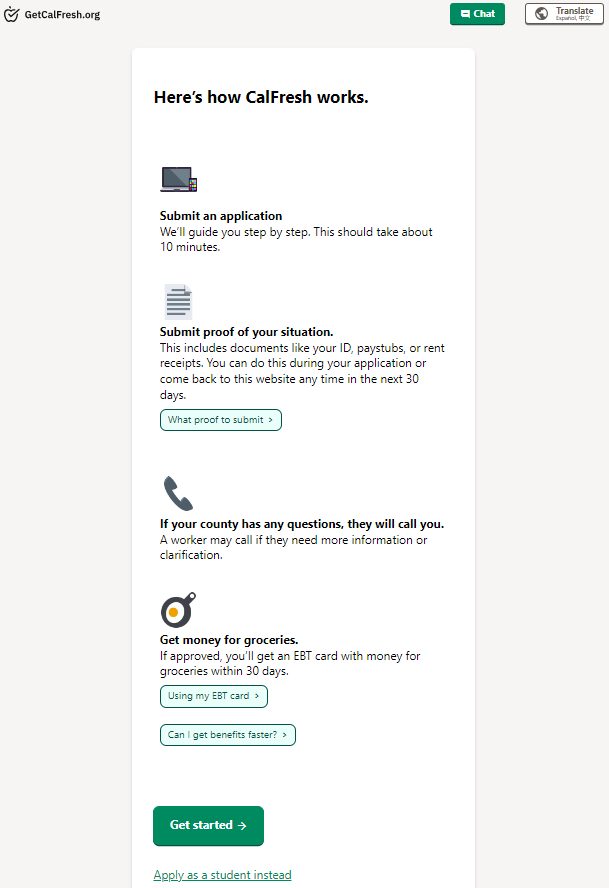 GetCalFresh.org
Chat
Translate
Español, 中文
Here's how CalFresh works.
Submit an application
We'll guide you step by step. This should take about
10 minutes.
Submit proof of your situation.
This includes documents like your ID, paystubs, or rent
receipts. You can do this during your application or
come back to this website any time in the next 30
days.
What proof to submit >
If your county has any questions, they will call you.
A worker may call if they need more information or
clarification.
Get money for groceries.
If approved, you'll get an EBT card with money for
groceries within 30 days.
Using my EBT card >
Can I get benefits faster? >
Get started →
Apply as a student instead